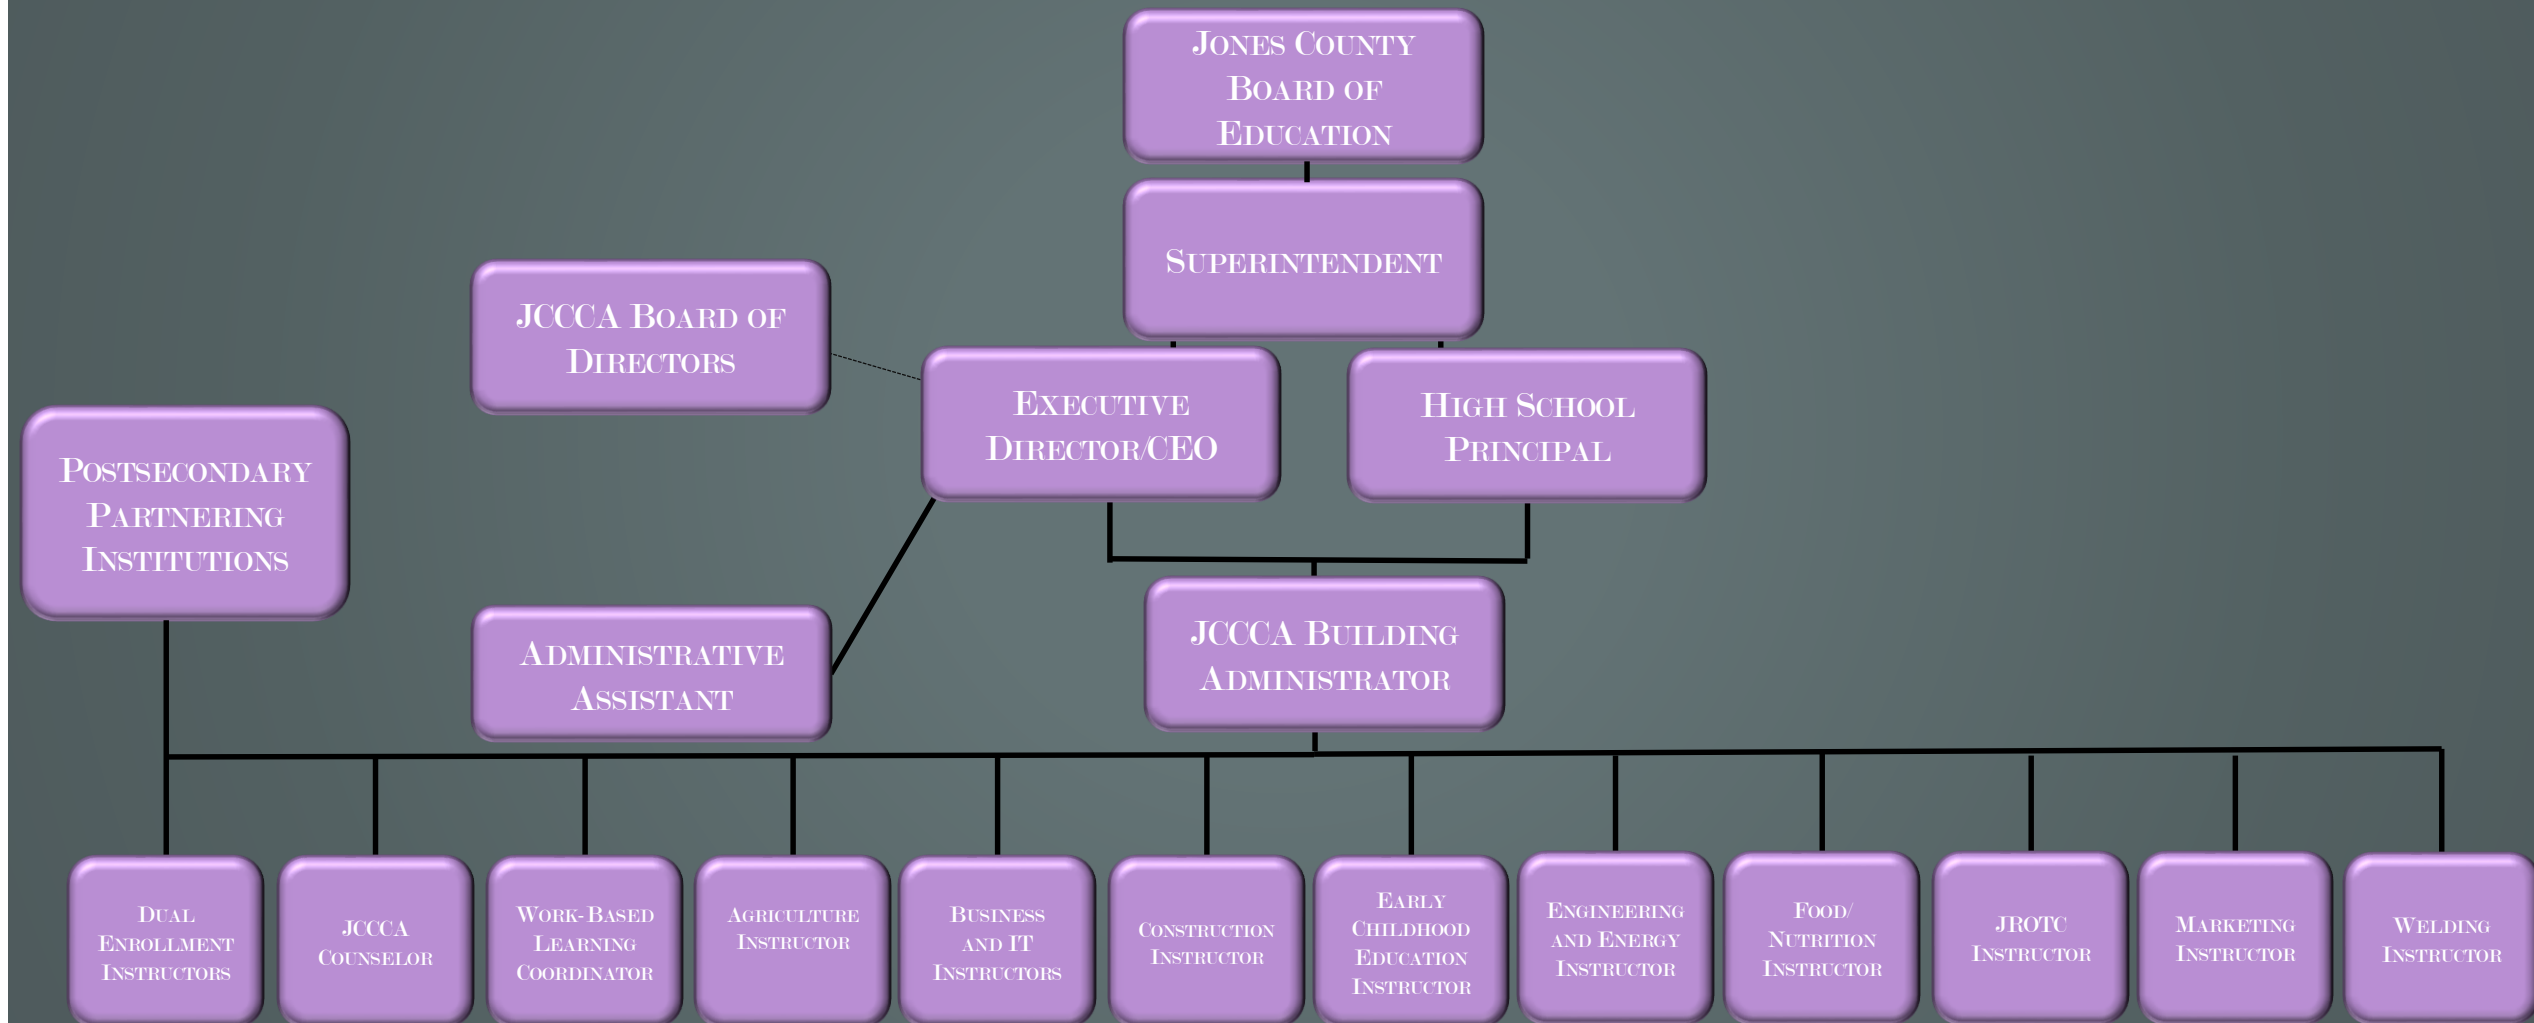 Jones County
Board of
Education
Superintendent
JCCCA Board of
Directors
Executive
Director/CEO
High School
Principal
Postsecondary
Partnering
Institutions
Administrative
Assistant
JCCCA Building
Administrator
Dual
Enrollment
Instructors
JCCCA
Counselor
Work-Based
Learning
Coordinator
Agriculture
Instructor
Business
and IT
Instructors
Construction
Instructor
Early
Childhood
Education
Instructor
Engineering
and Energy
Instructor
Food/
Nutrition
Instructor
JROTC
Instructor
Marketing
Instructor
Welding
Instructor